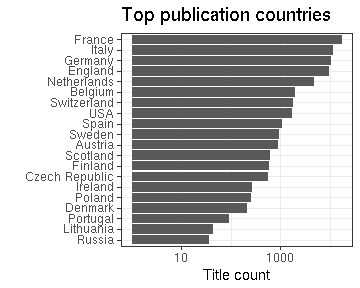 Top publication countries
France
Italy
Germany
England
Netherlands
Belgium
Switzerland
USA
Spain
Sweden
Austria
Scotland
Finland
Czech Republic
Ireland
Poland
Denmark
Portugal
Lithuania
Russia
10 1000
Title count